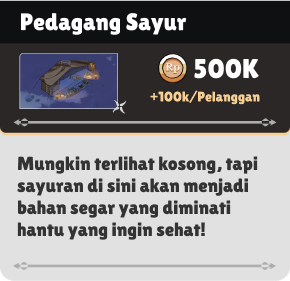 Pedagang Sayur
Rp 500K
+100k/Pelanggan
Mungkin terlihat kosong, tapi
sayuran di sini akan menjadi
bahan segar yang diminati
hantu yang ingin sehat!